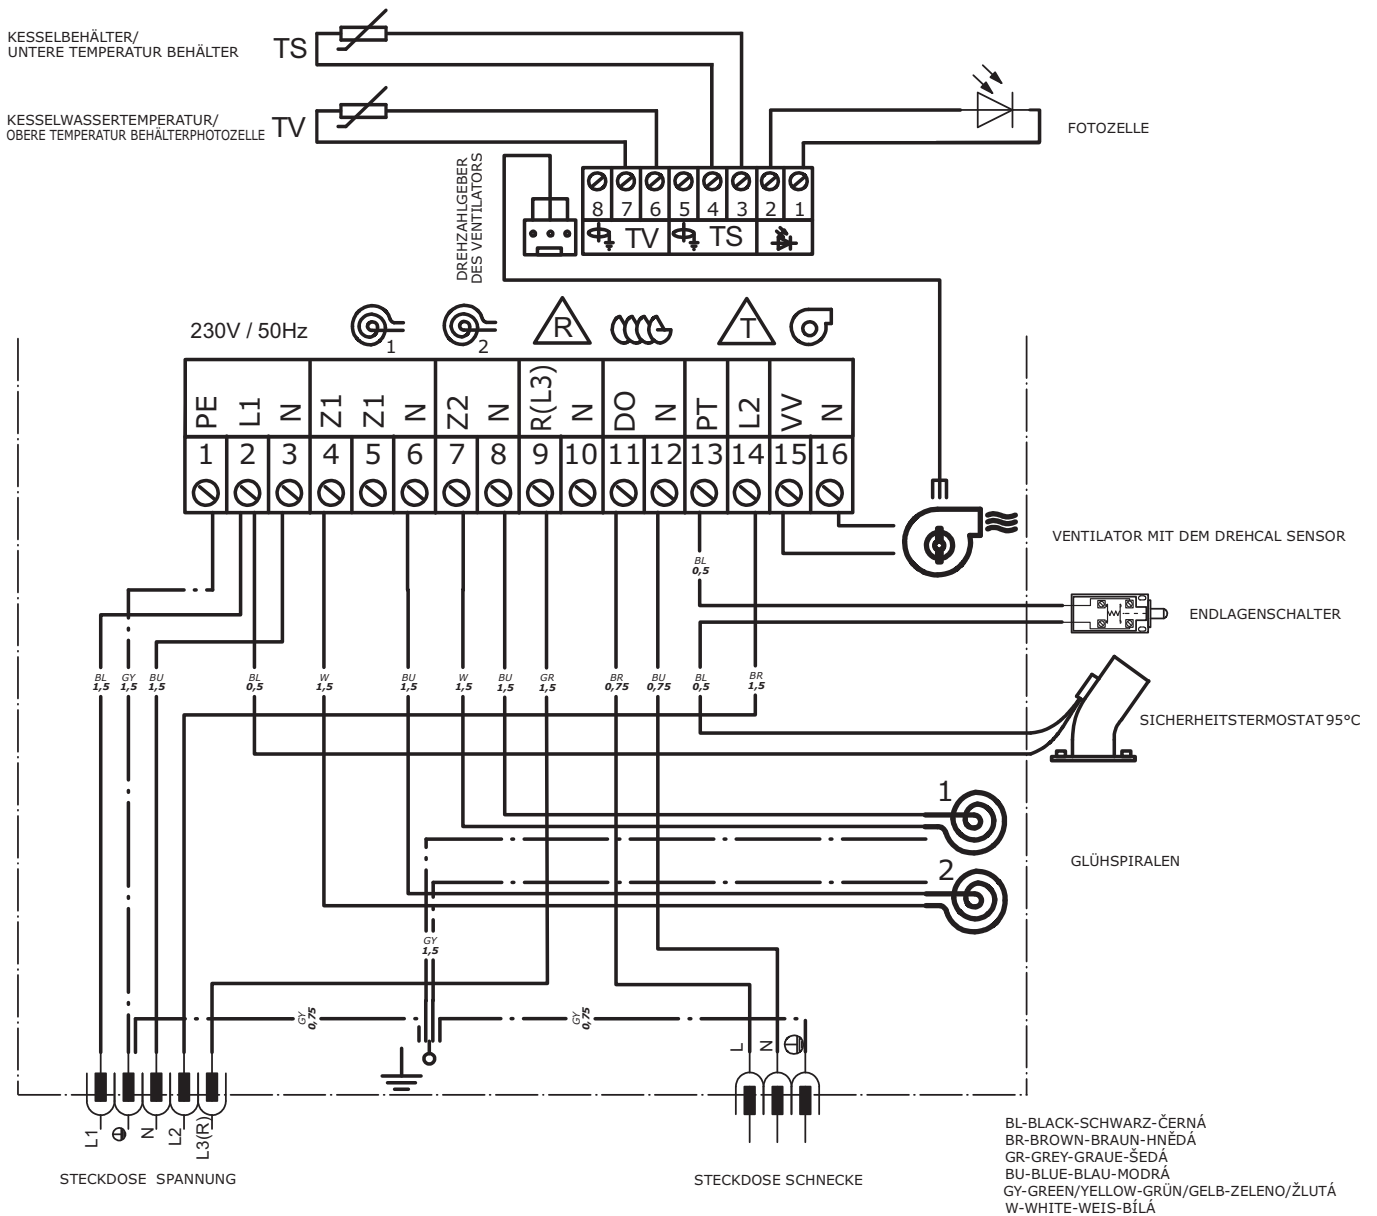 KESSELBEHÄLTER/
UNTERE TEMPERATUR BEHÄLTER
TS
KESSELWASSERTEMPERATUR/
OBERE TEMPERATUR BEHÄLTERPHOTOZELLE
TV
FOTOZELLE
DREHZAHLGEBER
DES VENTILATORS
8 7 6 5 4 3 2 1
TV TS
230V / 50Hz
1 2 R T
PE L1 N Z1 Z1 N Z2 N R(L3) N DO N PT L2 VV N
1 2 3 4 5 6 7 8 9 10 11 12 13 14 15 16
VENTILATOR MIT DEM DREHCAL SENSOR
BL
0,5
ENDLAGENSCHALTER
BL GY BU BL W BU W BU GR BR BU BL BR
1,5 1,5 1,5 0,5 1,5 1,5 1,5 1,5 1,5 0,75 0,75 0,5 1,5
SICHERHEITSTERMOSTAT 95°C
1
GLÜHSPIRALEN
2
GY
1,5
GY
0,75
GY
0,75
L N
L1 N L2 L3(R)
STECKDOSE SPANNUNG
STECKDOSE SCHNECKE
BL-BLACK-SCHWARZ-ČERNÁ
BR-BROWN-BRAUN-HNĚDÁ
GR-GREY-GRAUE-ŠEDÁ
BU-BLUE-BLAU-MODRÁ
GY-GREEN/YELLOW-GRÜN/GELB-ZELENO/ŽLUTÁ
W-WHITE-WEIS-BÍLÁ